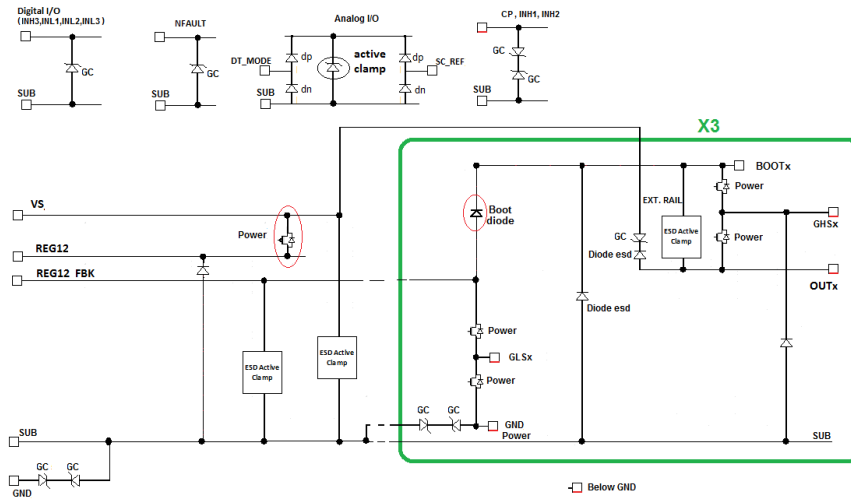 Digital I/O
(INH3,INL1,INL2,INL3)
GC
SUB
NFAULT
GC
SUB
Analog I/O
DT_MODE
dp
dn
active
clamp
dp
dn
SC_REF
SUB
CP , INH1, INH2
GC
GC
SUB
X3
VS
Power
REG12
REG12 FBK
ESD Active
Clamp
ESD Active
Clamp
SUB
GC GC
GND
Boot
diode
Power
GLSx
Power
GC GC
GND
Power
Diode esd
GC
Diode esd
EXT. RAIL
ESD Active
Clamp
BOOTx
Power
GHSx
Power
OUTx
SUB
Below GND